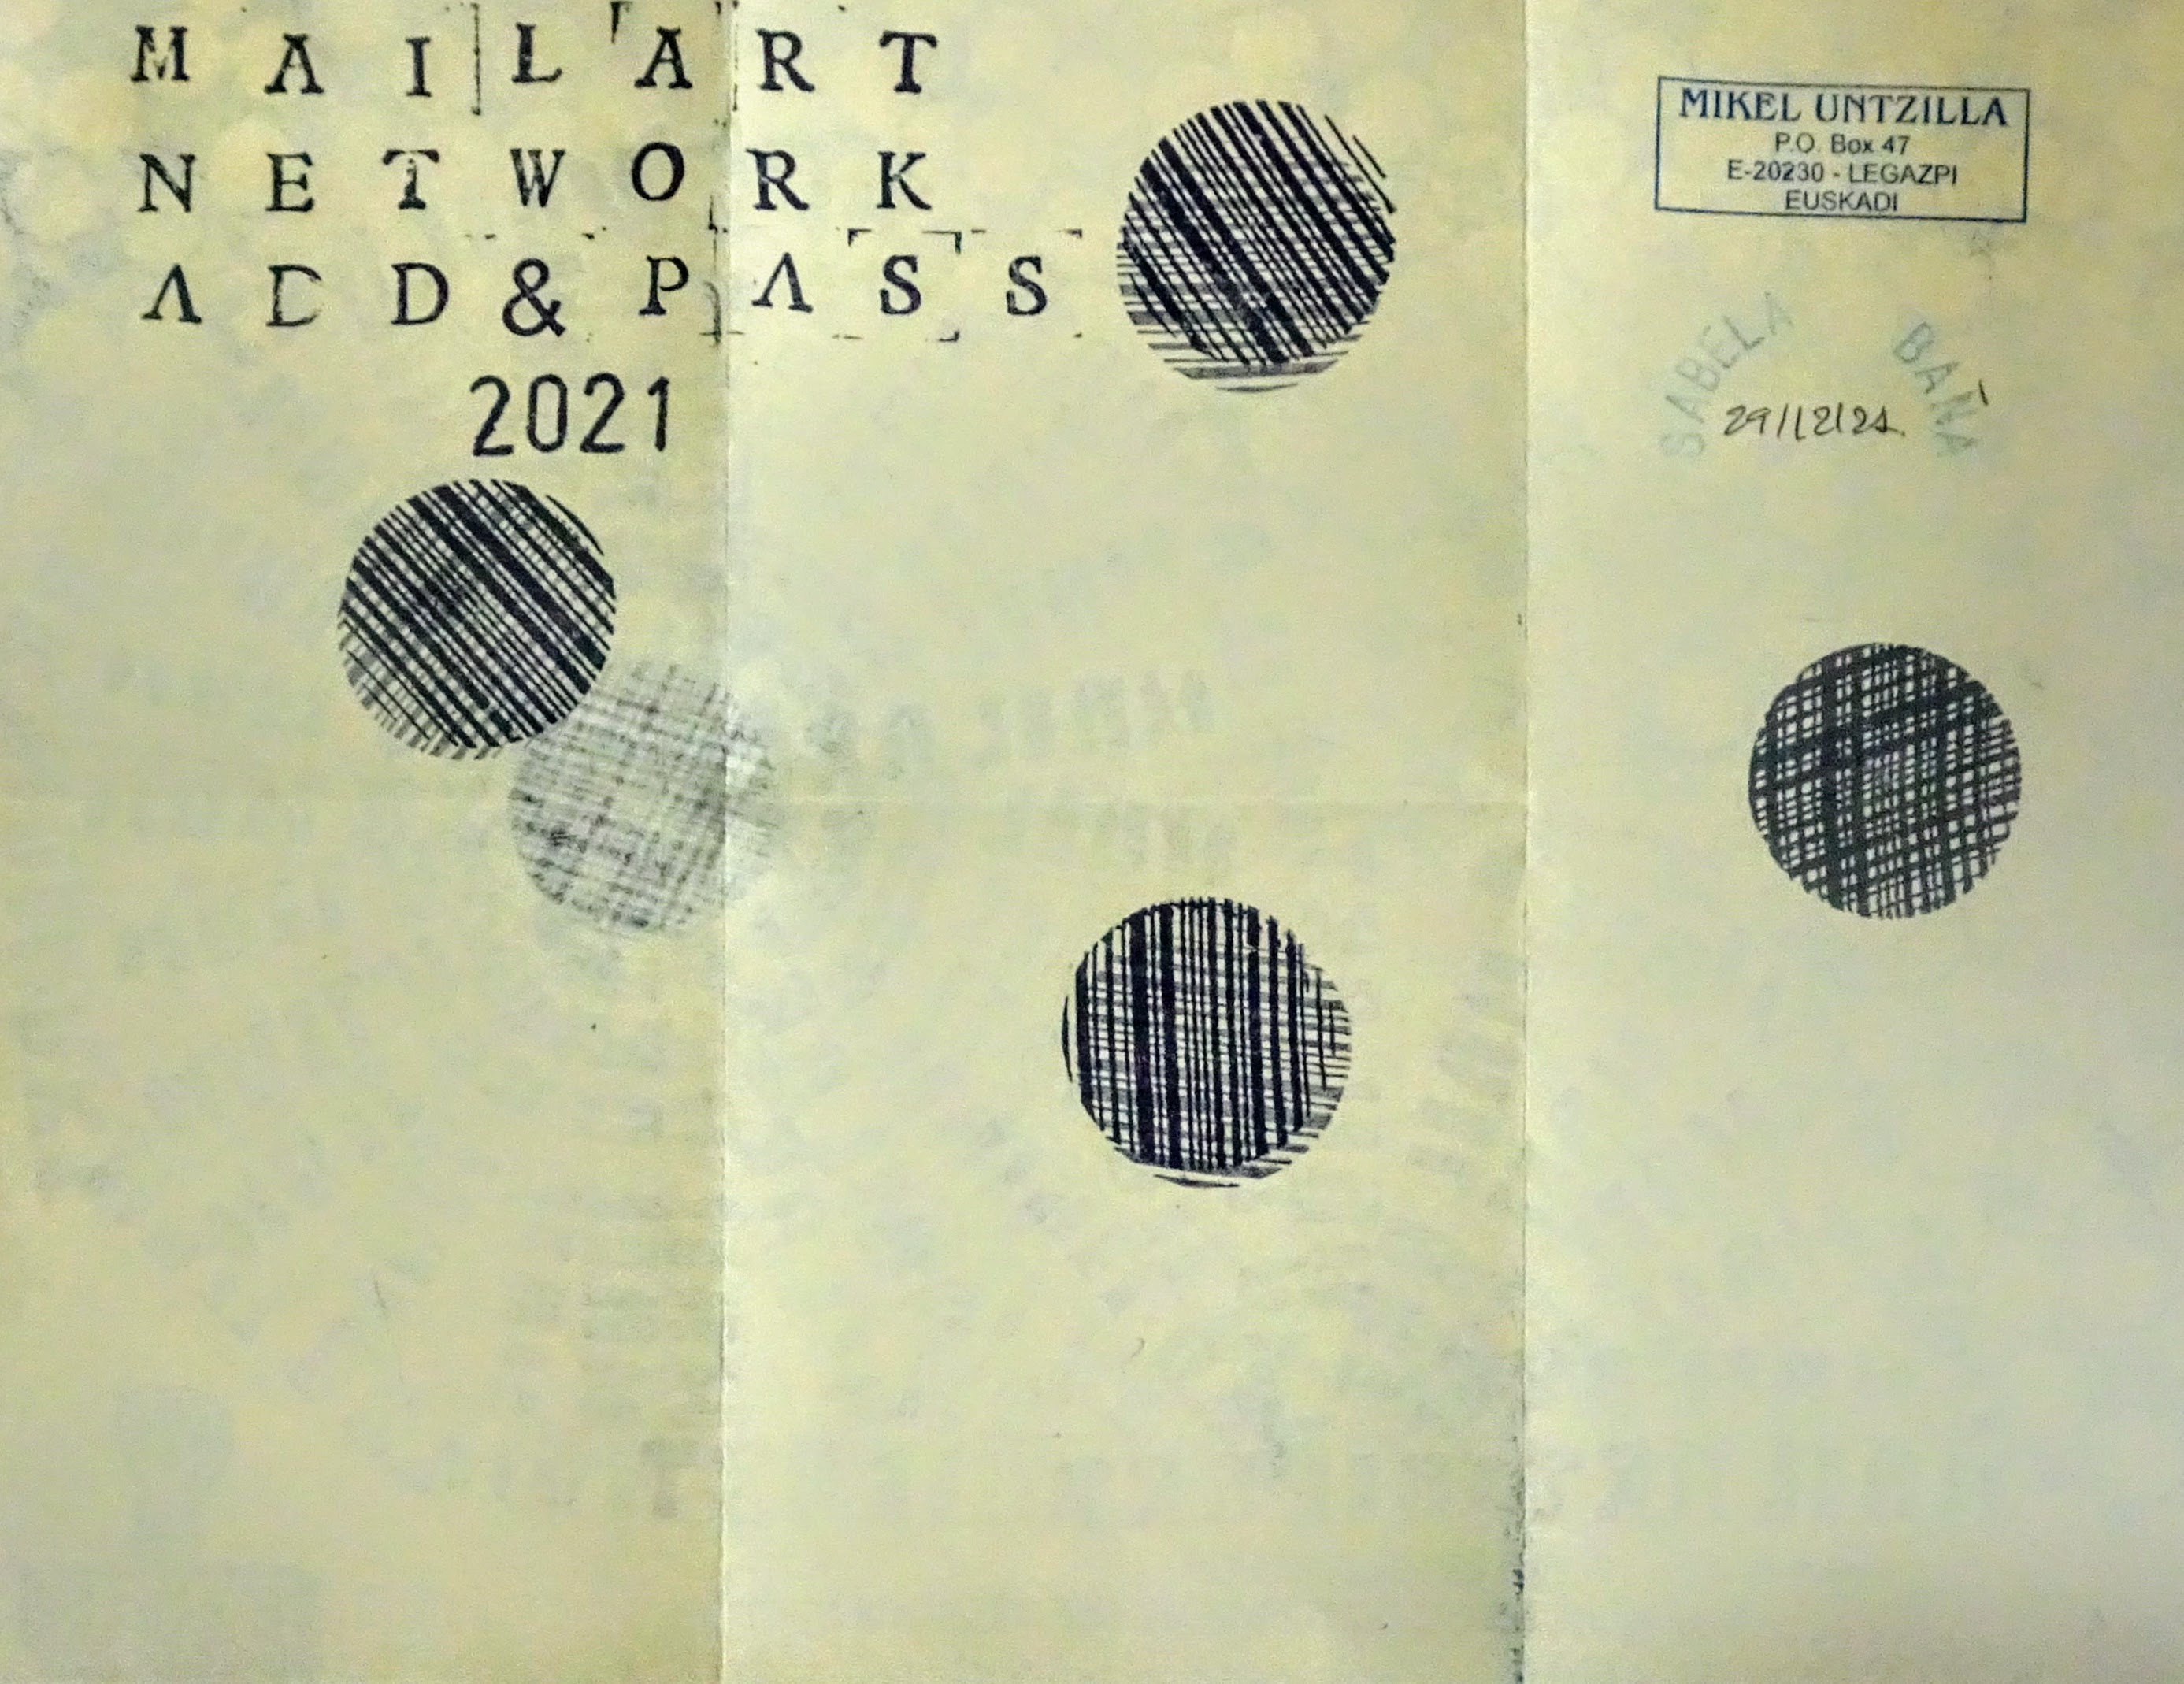 MAIL ART
NETWORK
ADD & PASS
2021
MIKEL UNTZILLA
P.O. Box 47
E-20230 - LEGAZPI
EUSKADI
SABELA BAÑA
29/12/21